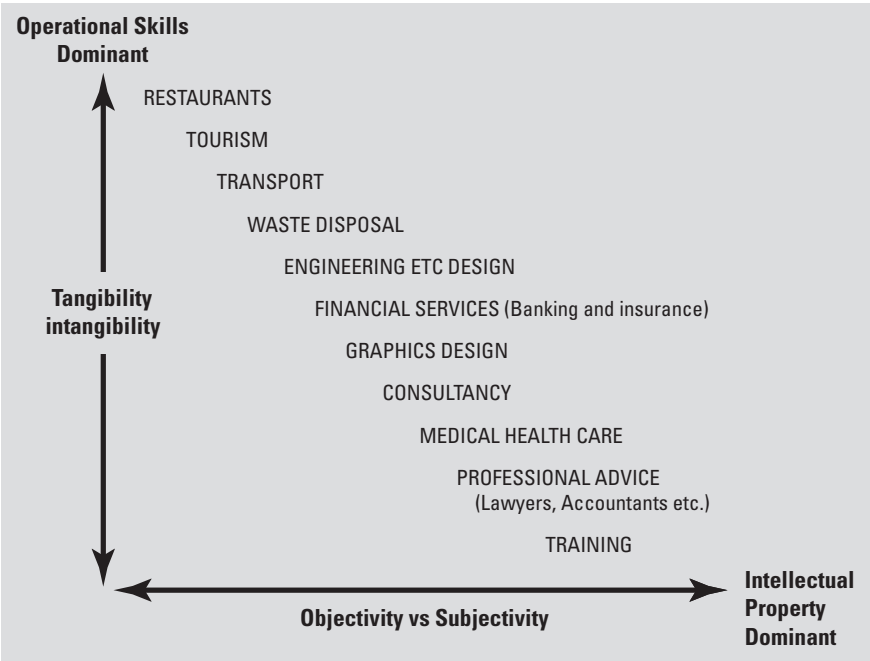 Operational Skills
Dominant
RESTAURANTS
TOURISM
TRANSPORT
WASTE DISPOSAL
ENGINEERING ETC DESIGN
Tangibility
intangibility
FINANCIAL SERVICES (Banking and insurance)
GRAPHICS DESIGN
CONSULTANCY
MEDICAL HEALTH CARE
PROFESSIONAL ADVICE
(Lawyers, Accountants etc.)
TRAINING
Objectivity vs Subjectivity
Intellectual
Property
Dominant